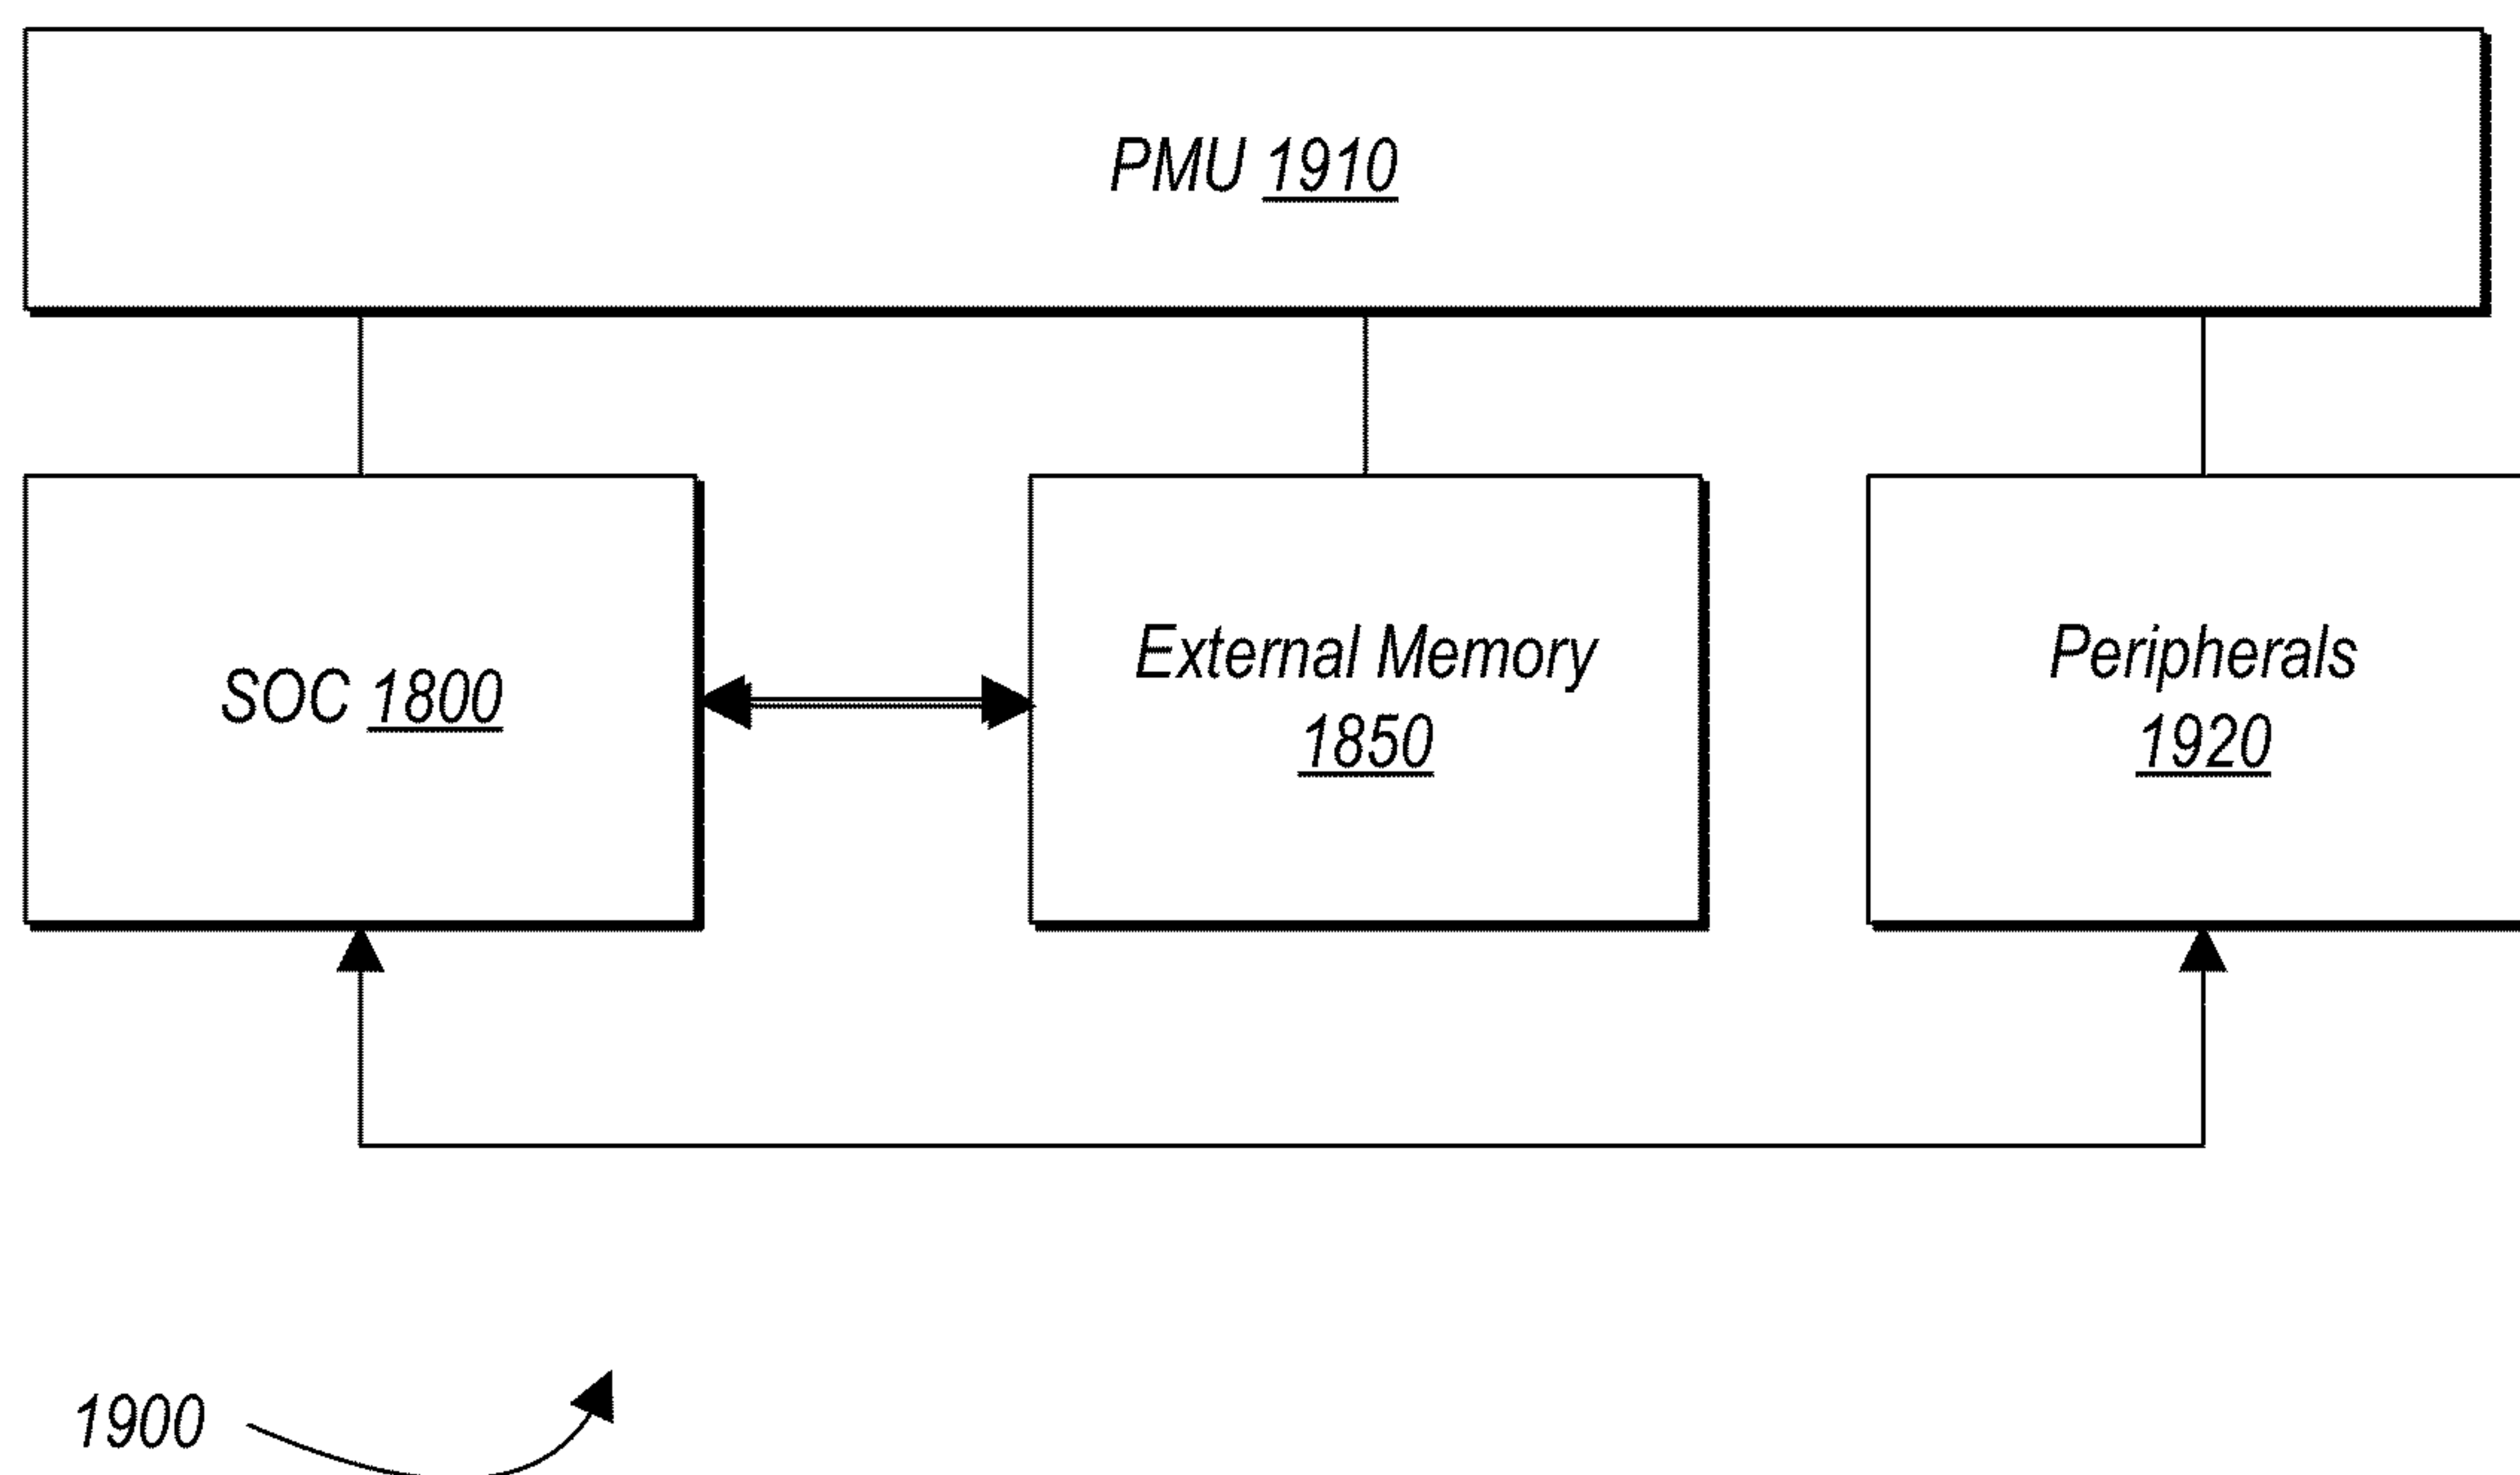 PMU 1910
SOC 1800
External Memory
1850
Peripherals
1920
1900